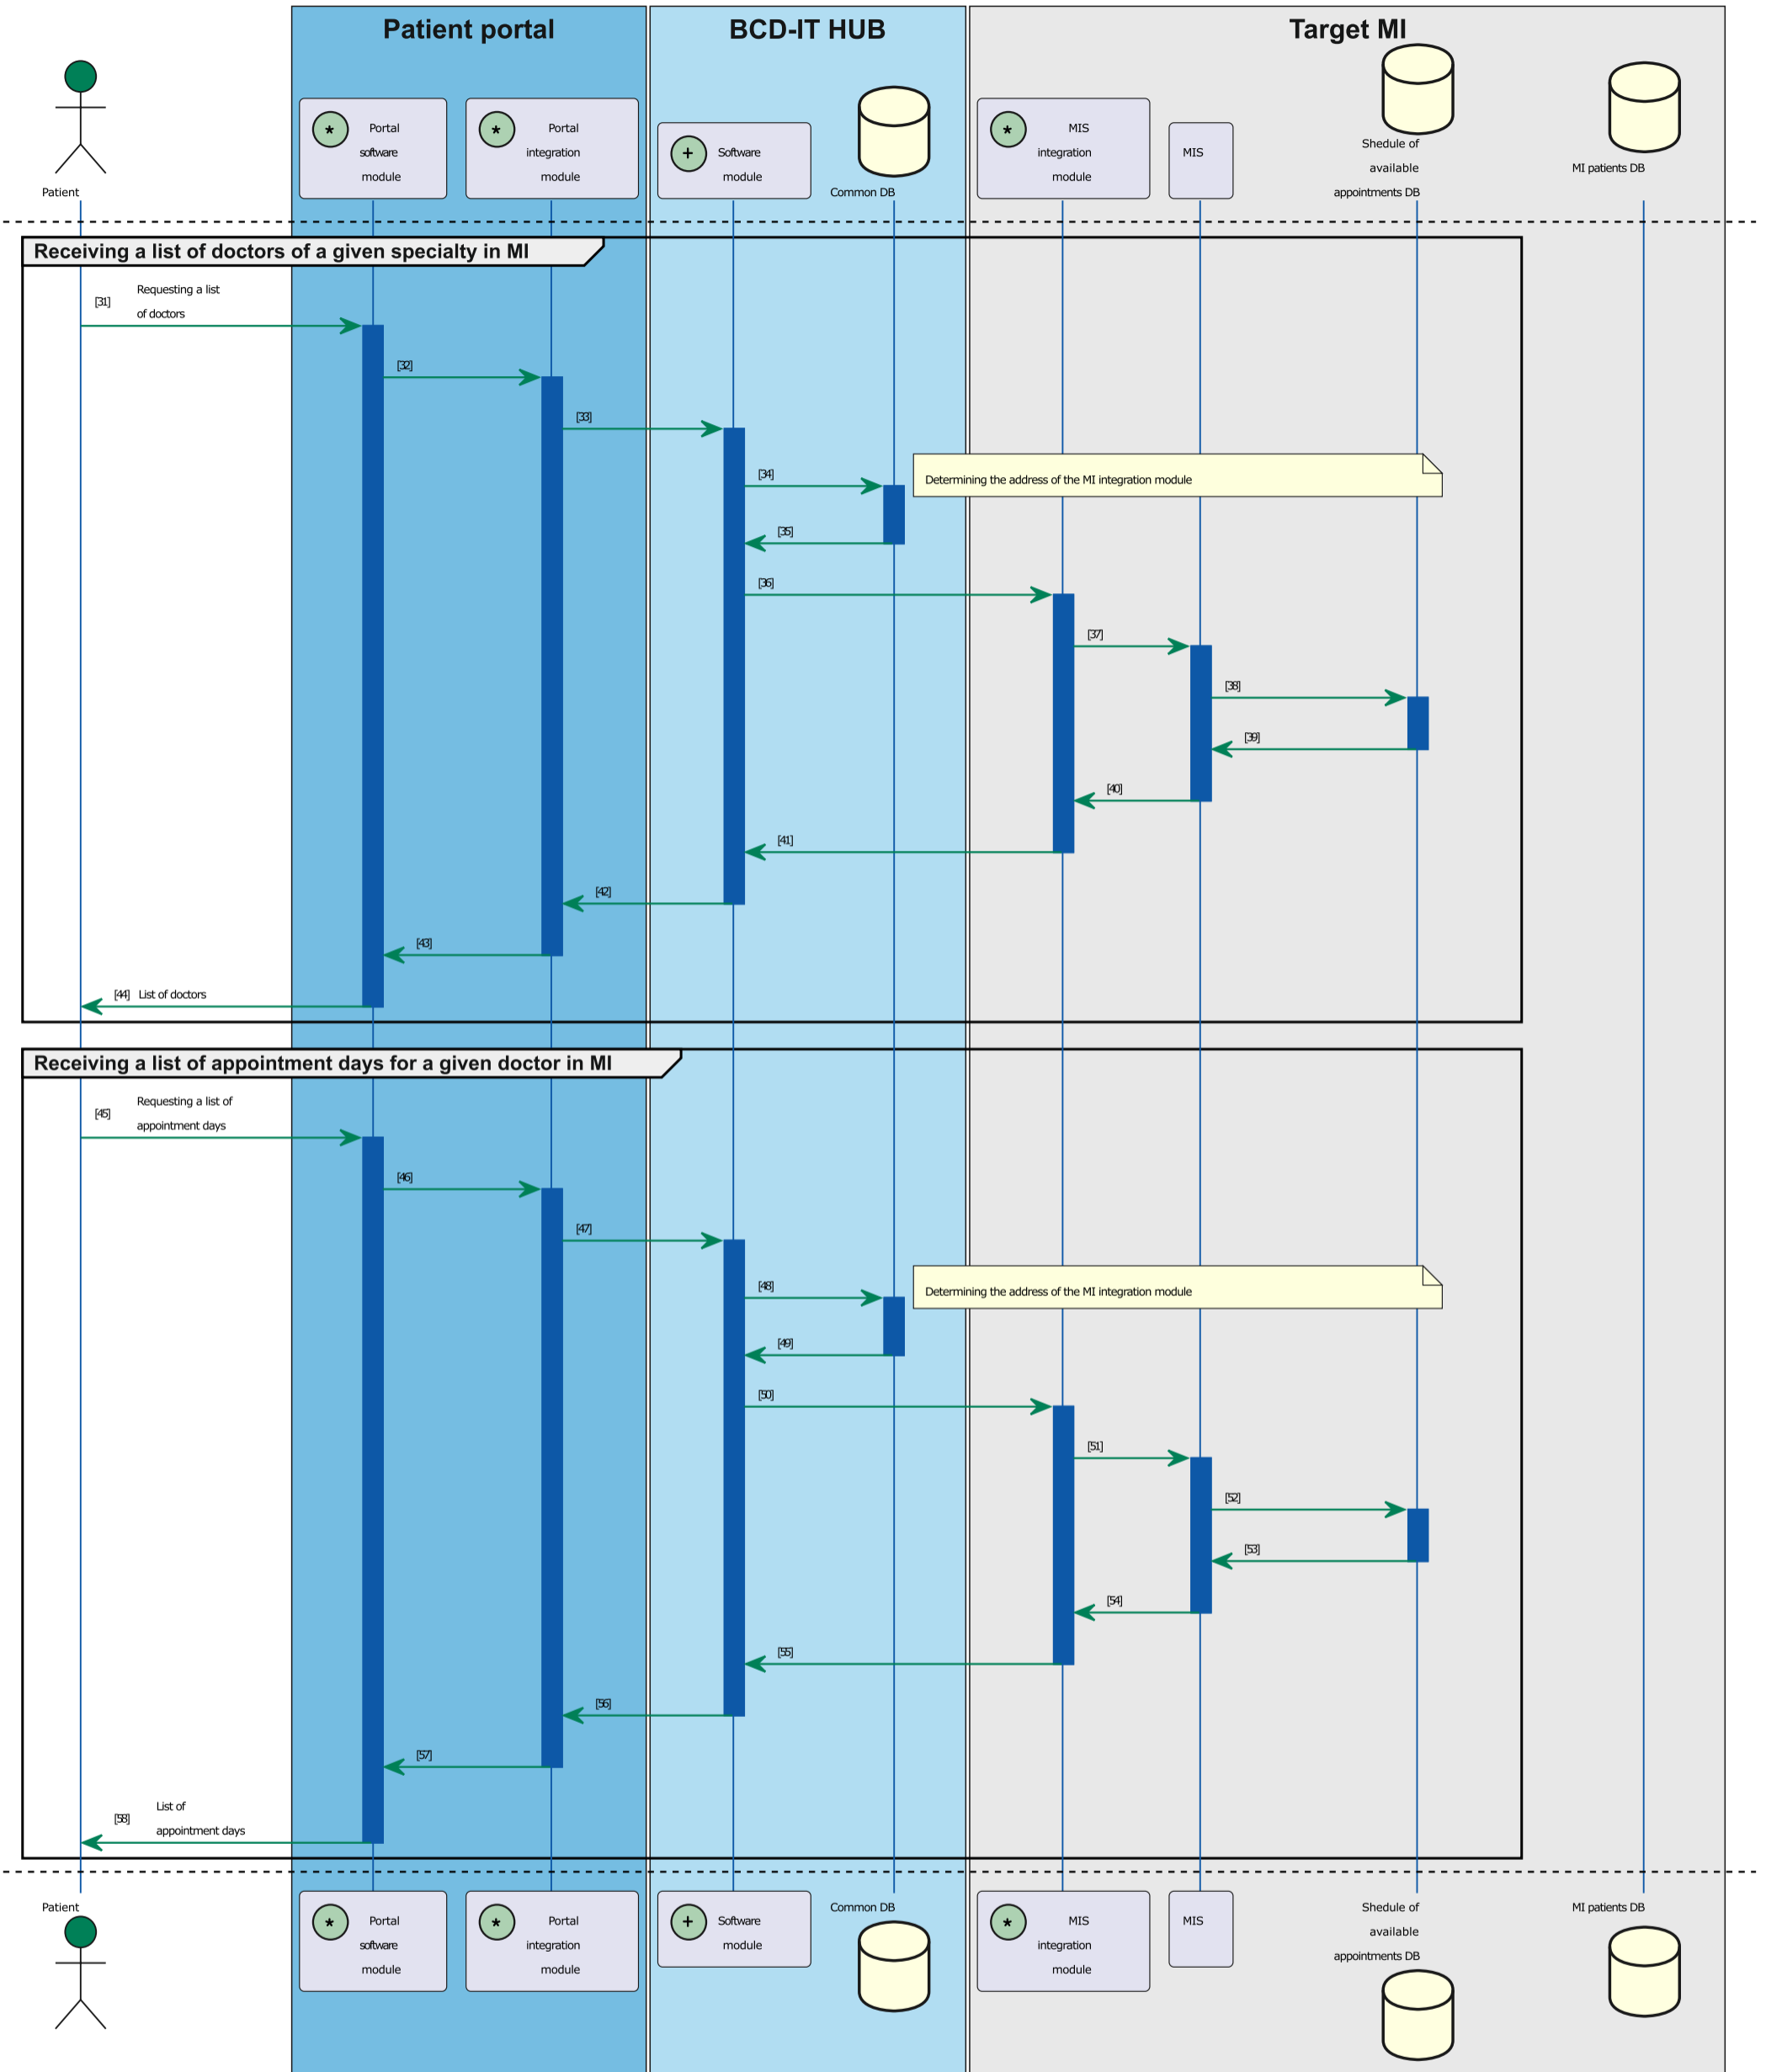 Patient portal
BCD-IT HUB
Target MI
Patient
*
Portal
software
module
*
Portal
integration
module
+
Software
module
Common DB
*
MIS
integration
module
MIS
Shedule of
available
appointments DB
MI patients DB
Receiving a list of doctors of a given specialty in MI
[31]
Requesting a list
of doctors
[32]
[33]
[34]
Determining the address of the MI integration module
[35]
[36]
[37]
[38]
[39]
[40]
[41]
[42]
[43]
[44] List of doctors
Receiving a list of appointment days for a given doctor in MI
[45]
Requesting a list of
appointment days
[46]
[47]
[48]
Determining the address of the MI integration module
[49]
[50]
[51]
[52]
[53]
[54]
[55]
[56]
[57]
[58]
List of
appointment days
Patient
*
Portal
software
module
*
Portal
integration
module
+
Software
module
Common DB
*
MIS
integration
module
MIS
Shedule of
available
appointments DB
MI patients DB